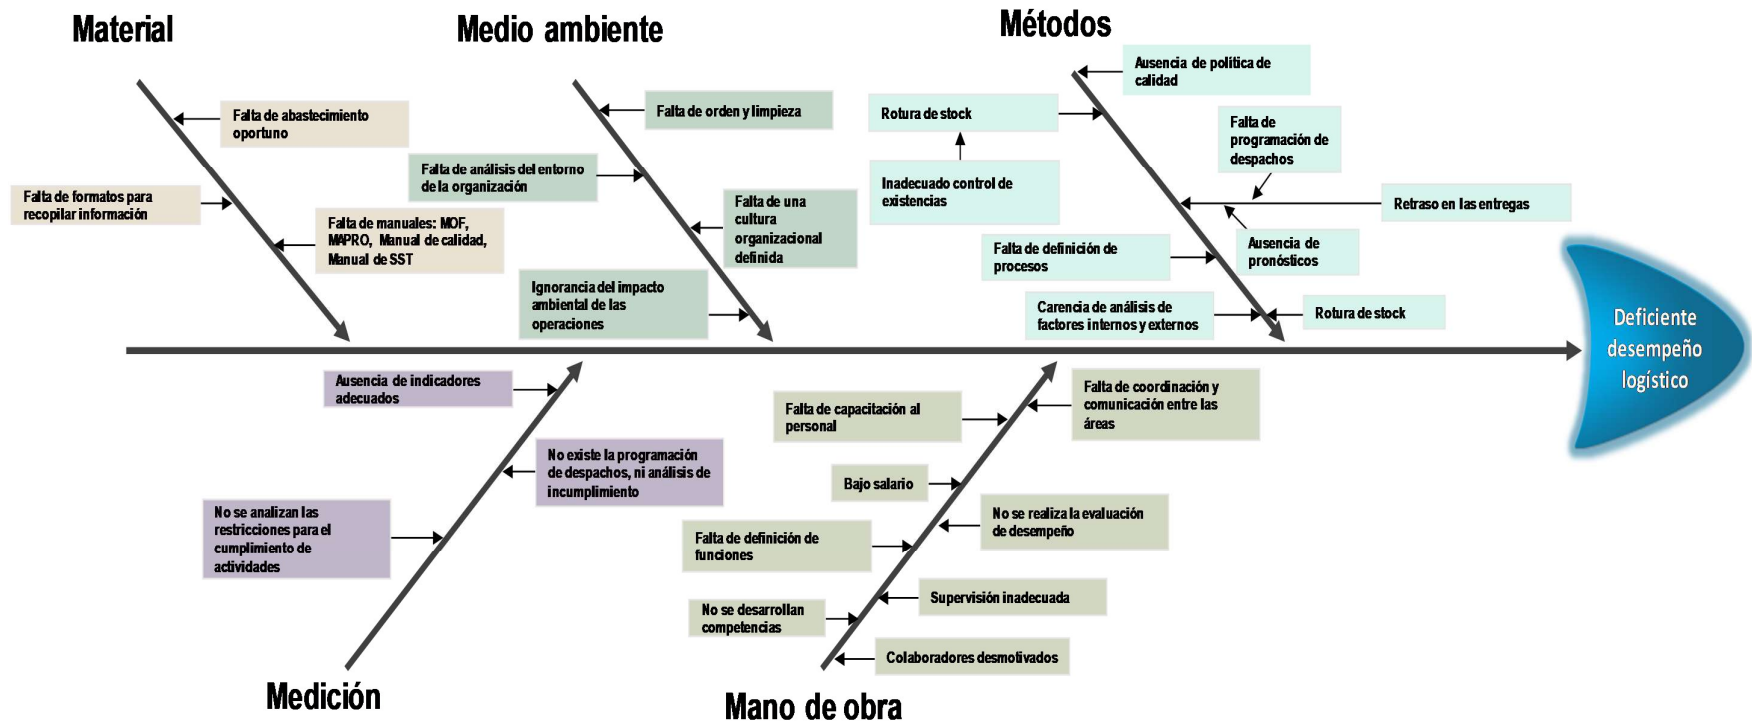 Material
Falta de abastecimiento
oportuno
Falta de formatos para
recopilar información
Falta de manuales: MOF,
MAPRO, Manual de calidad,
Manual de SST
Medio ambiente
Falta de orden y limpieza
Falta de análisis del entorno
de la organización
Falta de una
cultura
organizacional
definida
Ignorancia del impacto
ambiental de las
operaciones
Métodos
Ausencia de política de
calidad
Rotura de stock
Inadecuado control de
existencias
Falta de
programación de
despachos
Retraso en las entregas
Ausencia de
pronósticos
Falta de definición de
procesos
Carencia de análisis de
factores internos y externos
Rotura de stock
Deficiente
desempeño
logístico
Ausencia de indicadores
adecuados
No existe la programación
de despachos, ni análisis de
incumplimiento
No se analizan las
restricciones para el
cumplimiento de
actividades
Medición
Falta de coordinación y
comunicación entre las
áreas
Falta de capacitación al
personal
Bajo salario
No se realiza la evaluación
de desempeño
Falta de definición de
funciones
Supervisión inadecuada
No se desarrollan
competencias
Colaboradores desmotivados
Mano de obra